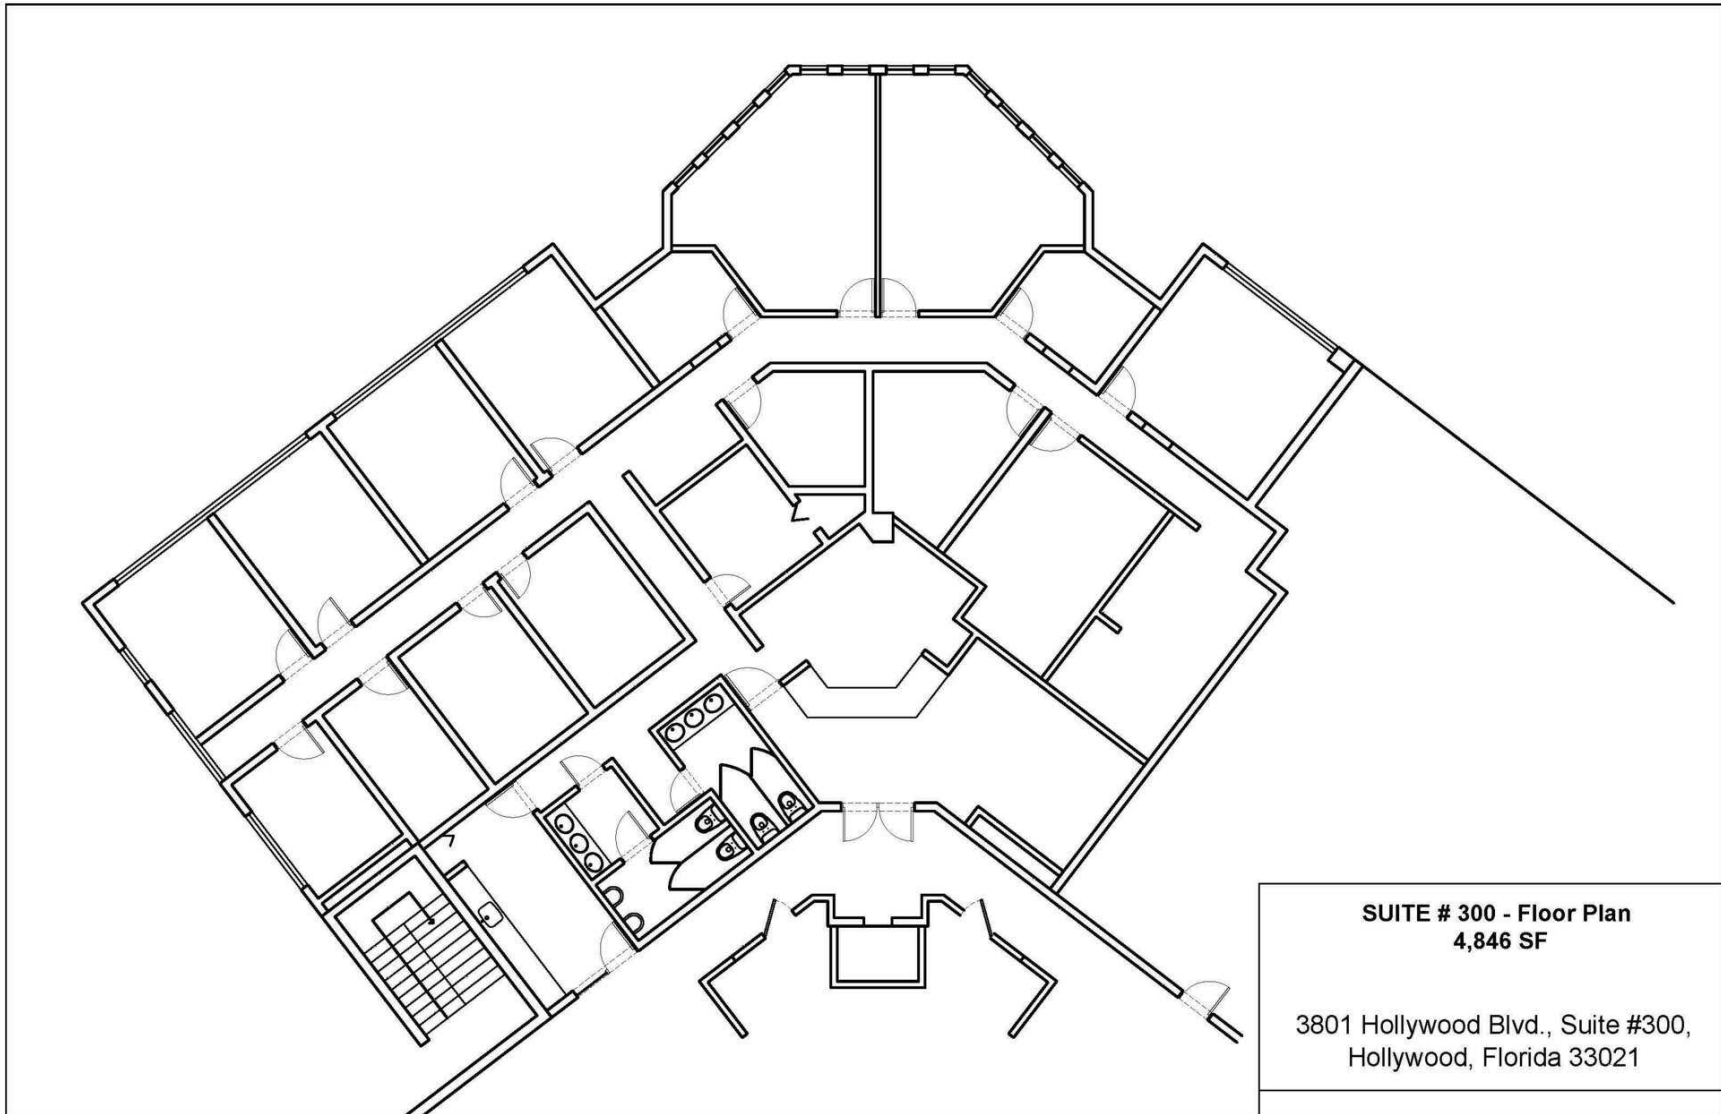 SUITE # 300 - Floor Plan
4,846 SF
3801 Hollywood Blvd., Suite #300,
Hollywood, Florida 33021